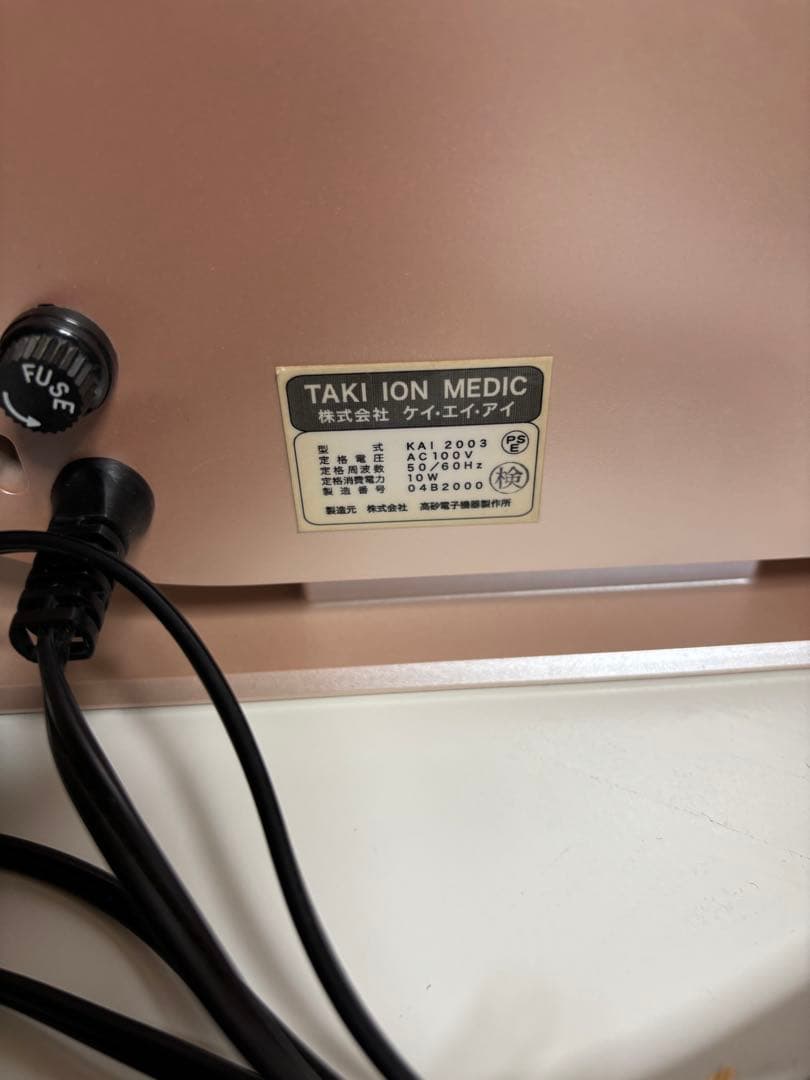 FUSE
TAKI ION MEDIC
株式会社 ケイ・エイ・アイ
型式 KAI 2003
定格電圧 AC100V
定格周波数 50/60Hz
定格消費電力 10W
製造番号 04B2000
PSE
検
製造元 株式会社 高砂電子機器製作所